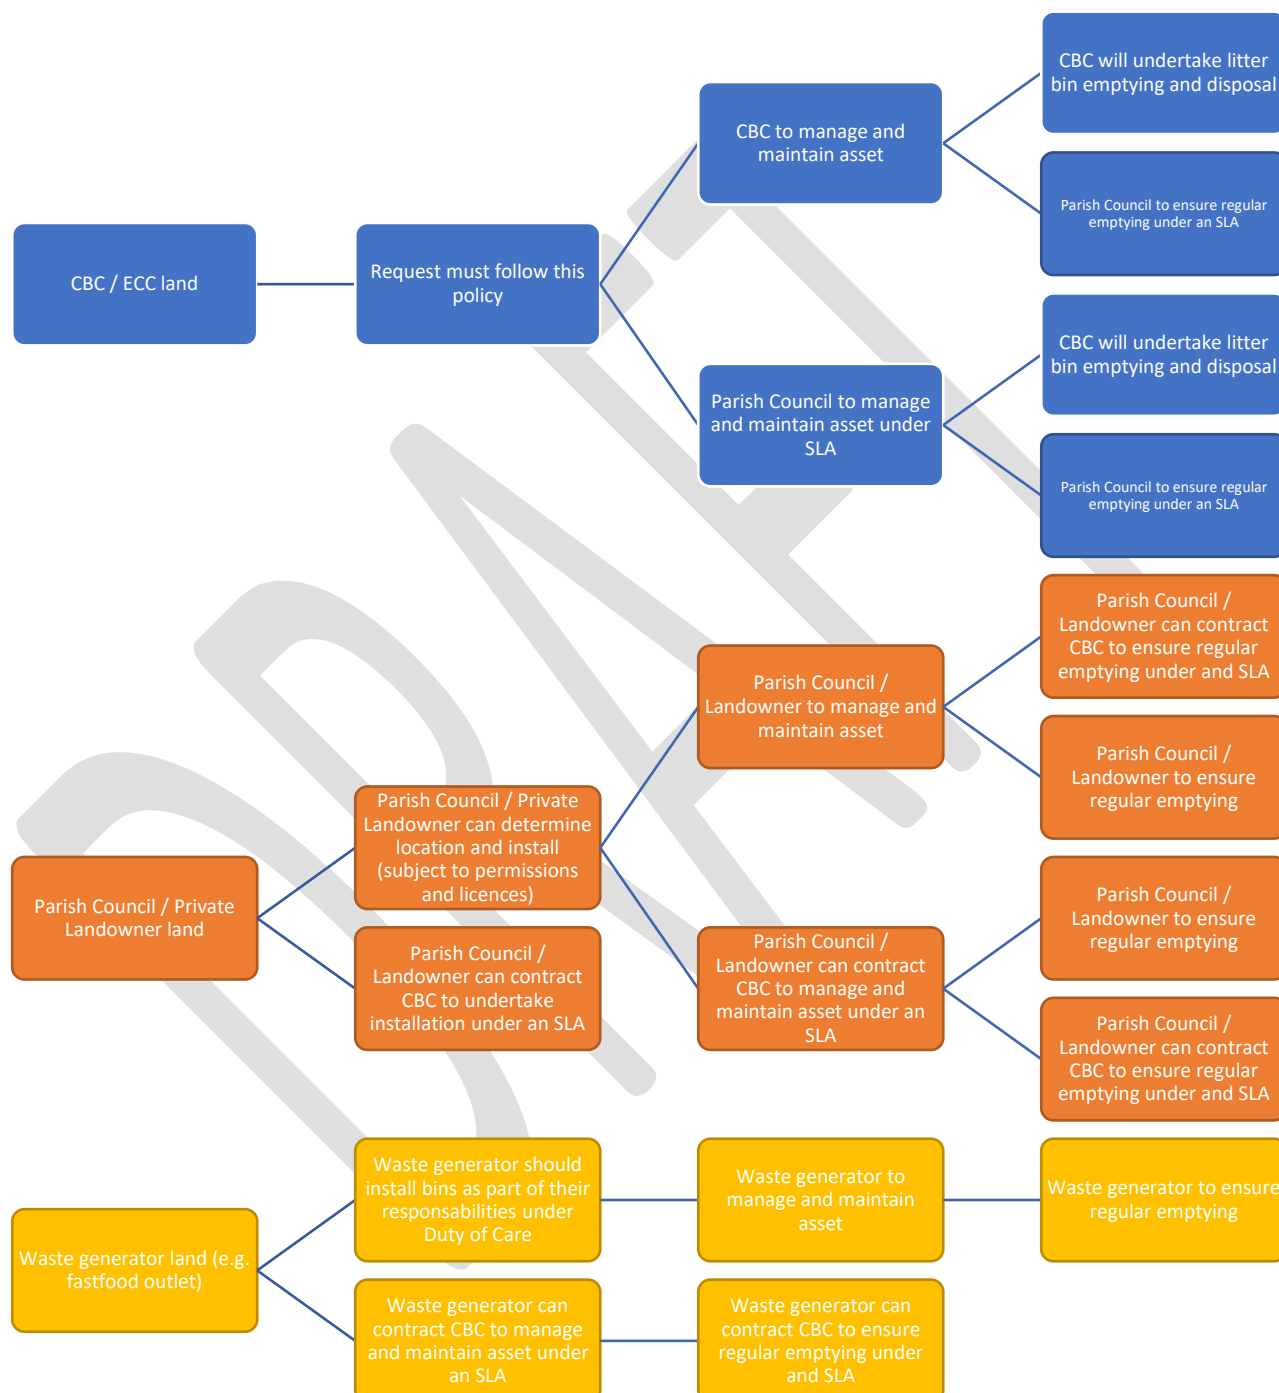 CBC / ECC land
Request must follow this
policy
CBC to manage and
maintain asset
CBC will undertake litter
bin emptying and disposal
Parish Council to ensure regular
emptying under an SLA
Parish Council to manage
and maintain asset under
SLA
CBC will undertake litter
bin emptying and disposal
Parish Council to ensure regular
emptying under an SLA
Parish Council / Private
Landowner land
Parish Council / Private
Landowner can determine
location and install
(subject to permissions
and licences)
Parish Council /
Landowner can contract
CBC to undertake
installation under an SLA
Parish Council /
Landowner to manage and
maintain asset
Parish Council /
Landowner can contract
CBC to ensure regular
emptying under and SLA
Parish Council /
Landowner to ensure
regular emptying
Parish Council /
Landowner can contract
CBC to manage and
maintain asset under an
SLA
Parish Council /
Landowner to ensure
regular emptying
Parish Council /
Landowner can contract
CBC to ensure regular
emptying under and SLA
Waste generator land (e.g.
fastfood outlet)
Waste generator should
install bins as part of their
responsabilities under
Duty of Care
Waste generator to
manage and maintain
asset
Waste generator to ensure
regular emptying
Waste generator can
contract CBC to manage
and maintain asset under
an SLA
Waste generator can
contract CBC to ensure
regular emptying under
and SLA
DRAFT